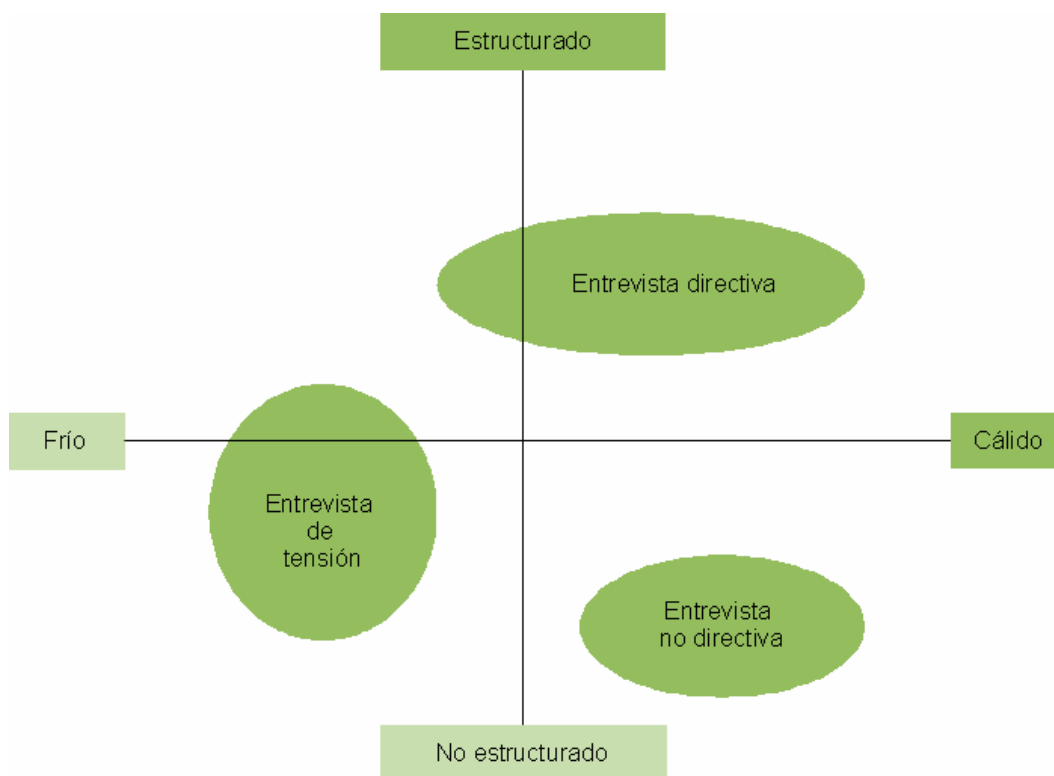 Estructurado
Entrevista directiva
Frío
Cálido
Entrevista
de
tensión
Entrevista
no directiva
No estructurado